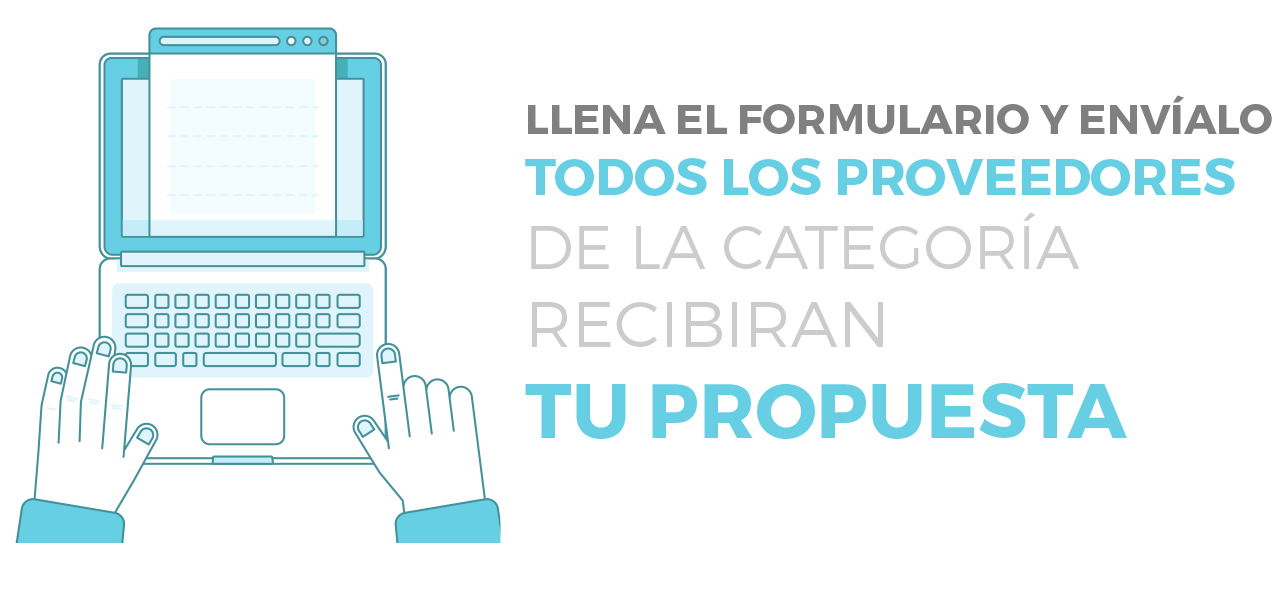 LLENA EL FORMULARIO Y ENVÍALO
TODOS LOS PROVEEDORES
DE LA CATEGORÍA
RECIBIRAN
TU PROPUESTA